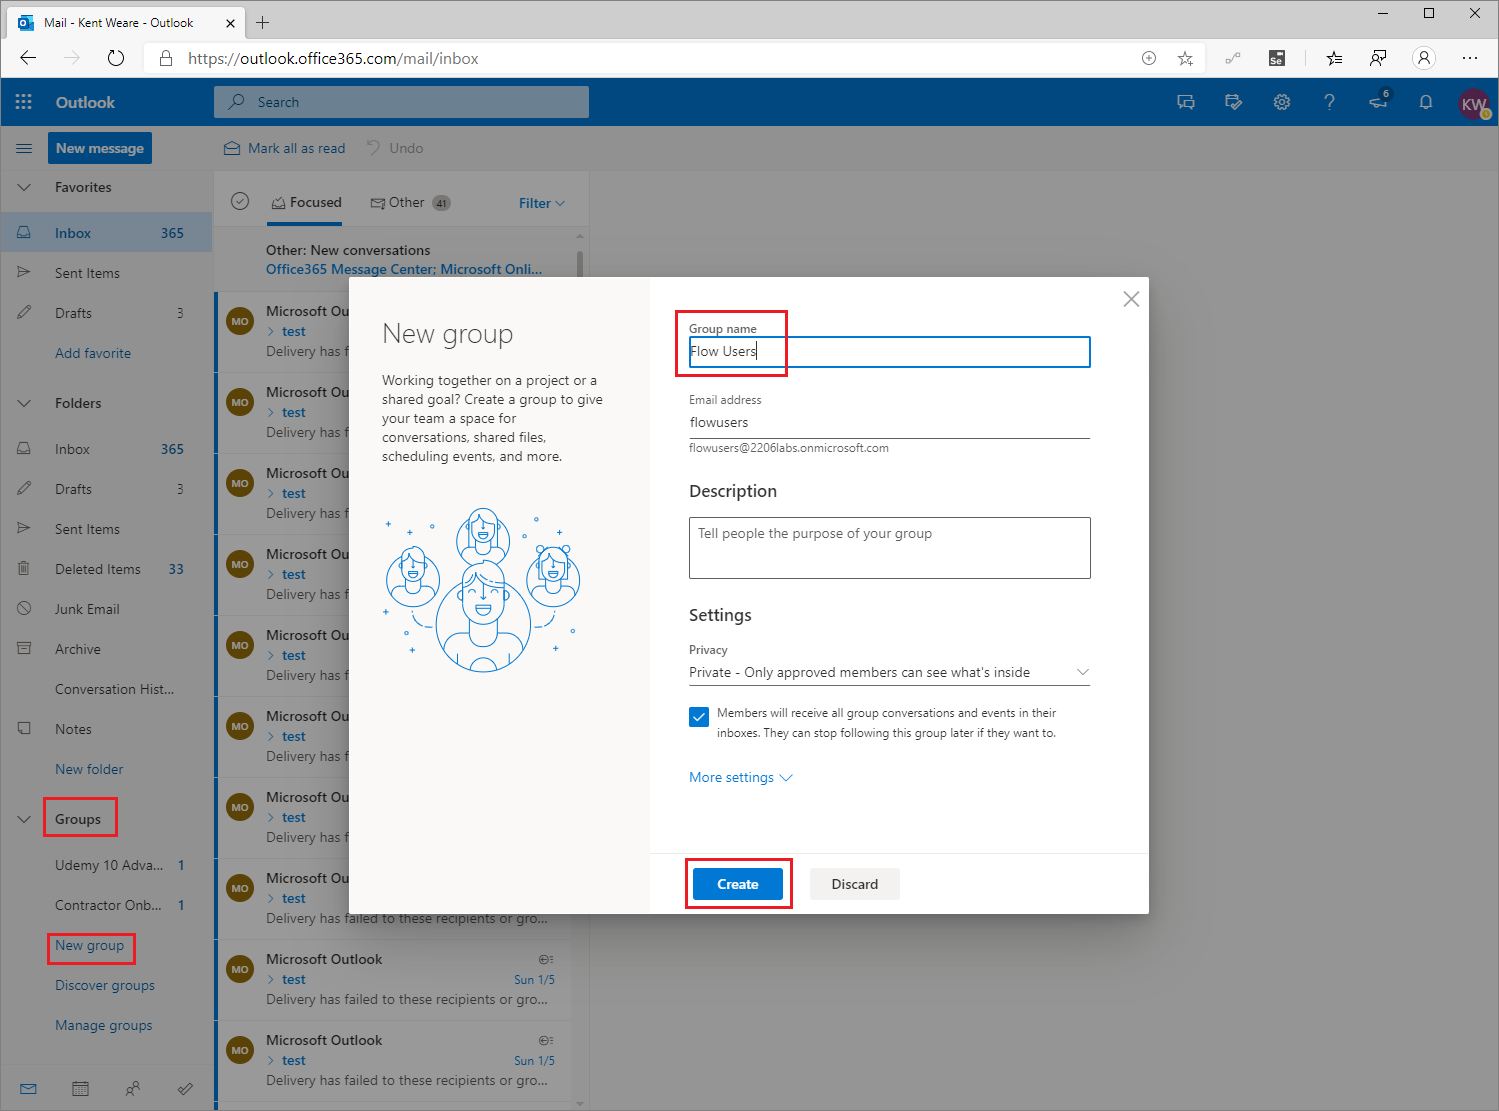 Mail - Kent Weare - Outlook
https://outlook.office365.com/mail/inbox
Se
Outlook
Search
6
KW
New message
Mark all as read
Undo
Favorites
Inbox 365
Sent Items
Drafts 3
Add favorite
Folders
Inbox 365
Drafts 3
Sent Items
Deleted Items 33
Junk Email
Archive
Conversation Hist...
Notes
New folder
Groups
Udemy 10 Adva... 1
Contractor Onb... 1
New group
Discover groups
Manage groups
Focused
Other 41
Filter
Other: New conversations
Office365 Message Center; Microsoft Onli...
MO
Microsoft Ou
test
Delivery has f
MO
Microsoft Ou
test
Delivery has f
MO
Microsoft Ou
test
Delivery has f
MO
Microsoft Ou
test
Delivery has f
MO
Microsoft Ou
test
Delivery has f
MO
Microsoft Ou
test
Delivery has f
MO
Microsoft Ou
test
Delivery has f
MO
Microsoft Ou
test
Delivery has failed to these recipients or gro...
MO
Microsoft Outlook
test Sun 1/5
Delivery has failed to these recipients or gro...
MO
Microsoft Outlook
test Sun 1/5
Delivery has failed to these recipients or gro...
New group
Working together on a project or a
shared goal? Create a group to give
your team a space for
conversations, shared files,
scheduling events, and more.
Group name
Flow Users
Email address
flowusers
flowusers@2206labs.onmicrosoft.com
Description
Tell people the purpose of your group
Settings
Privacy
Private - Only approved members can see what's inside
Members will receive all group conversations and events in their
inboxes. They can stop following this group later if they want to.
More settings
Create
Discard